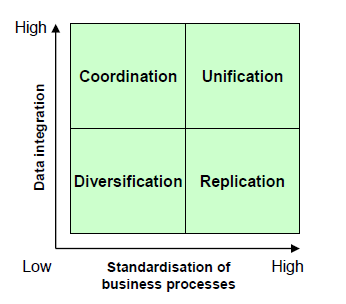 High
Coordination
Unification
Data integration
Diversification
Replication
Low
Standardisation of
business processes
High